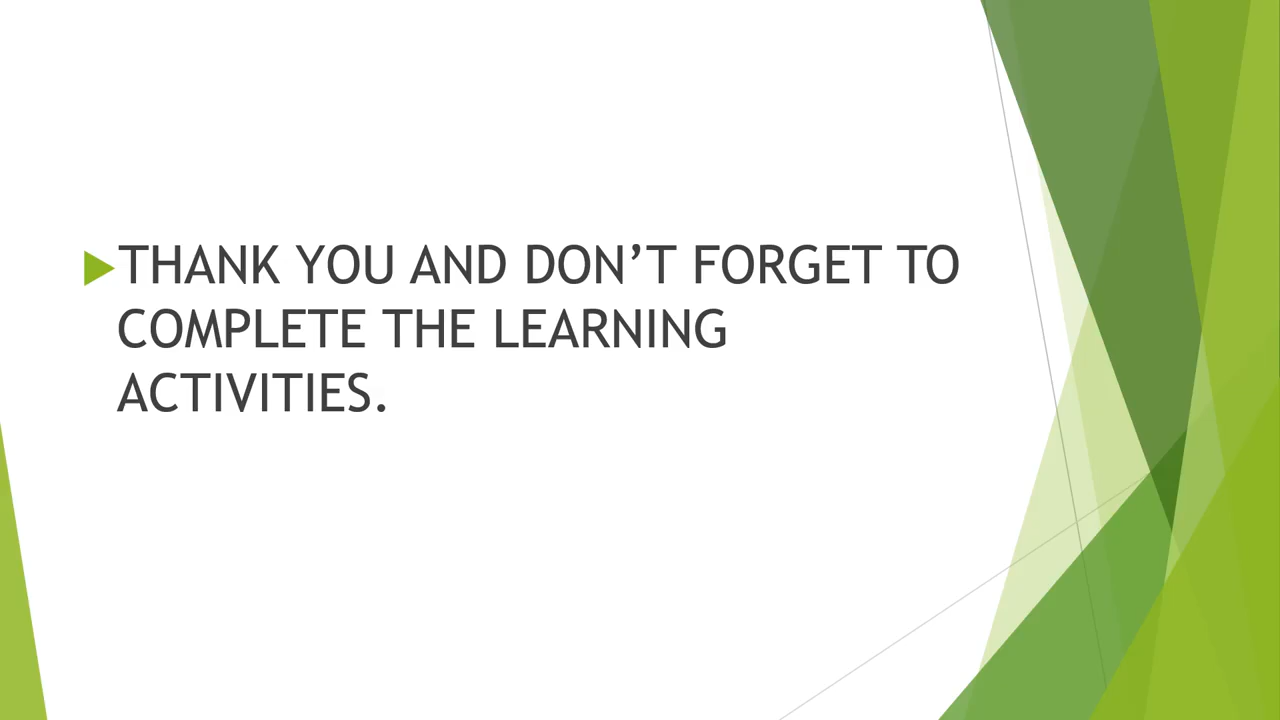 THANK YOU AND DON’T FORGET TO
COMPLETE THE LEARNING
ACTIVITIES.